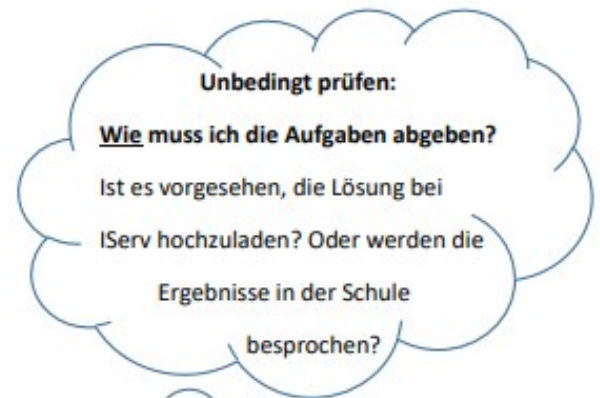 Unbedingt prüfen:
Wie muss ich die Aufgaben abgeben?
Ist es vorgesehen, die Lösung bei
IServ hochzuladen? Oder werden die
Ergebnisse in der Schule
besprochen?